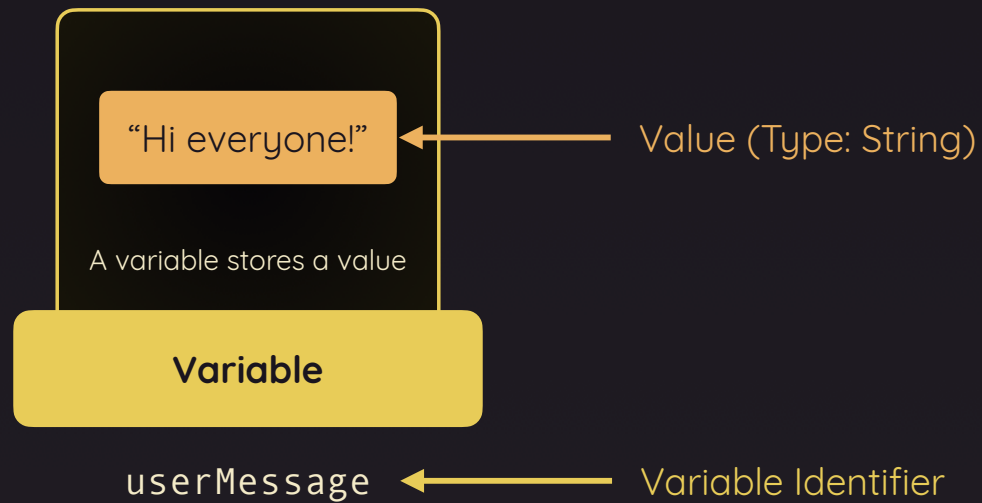 “Hi everyone!”
Value (Type: String)
A variable stores a value
Variable
userMessage
Variable Identifier